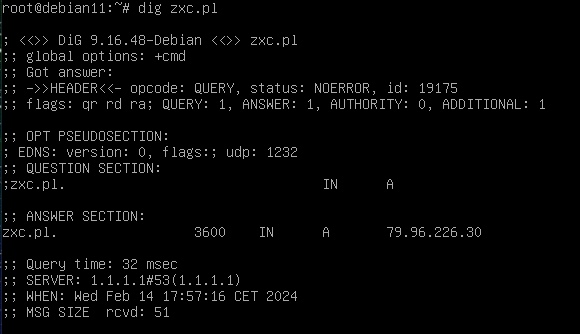 root@debian11:~# dig zxc.pl
; <<>> DiG 9.16.48-Debian <<>> zxc.pl
;; global options: +cmd
;; Got answer:
;; ->>HEADER<<- opcode: QUERY, status: NOERROR, id: 19175
;; flags: qr rd ra; QUERY: 1, ANSWER: 1, AUTHORITY: 0, ADDITIONAL: 1
;; OPT PSEUDOSECTION:
; EDNS: version: 0, flags:; udp: 1232
;; QUESTION SECTION:
;zxc.pl. IN A
;; ANSWER SECTION:
zxc.pl. 3600 IN A 79.96.226.30
;; Query time: 32 msec
;; SERVER: 1.1.1.1#53(1.1.1.1)
;; WHEN: Wed Feb 14 17:57:16 CET 2024
;; MSG SIZE rcvd: 51